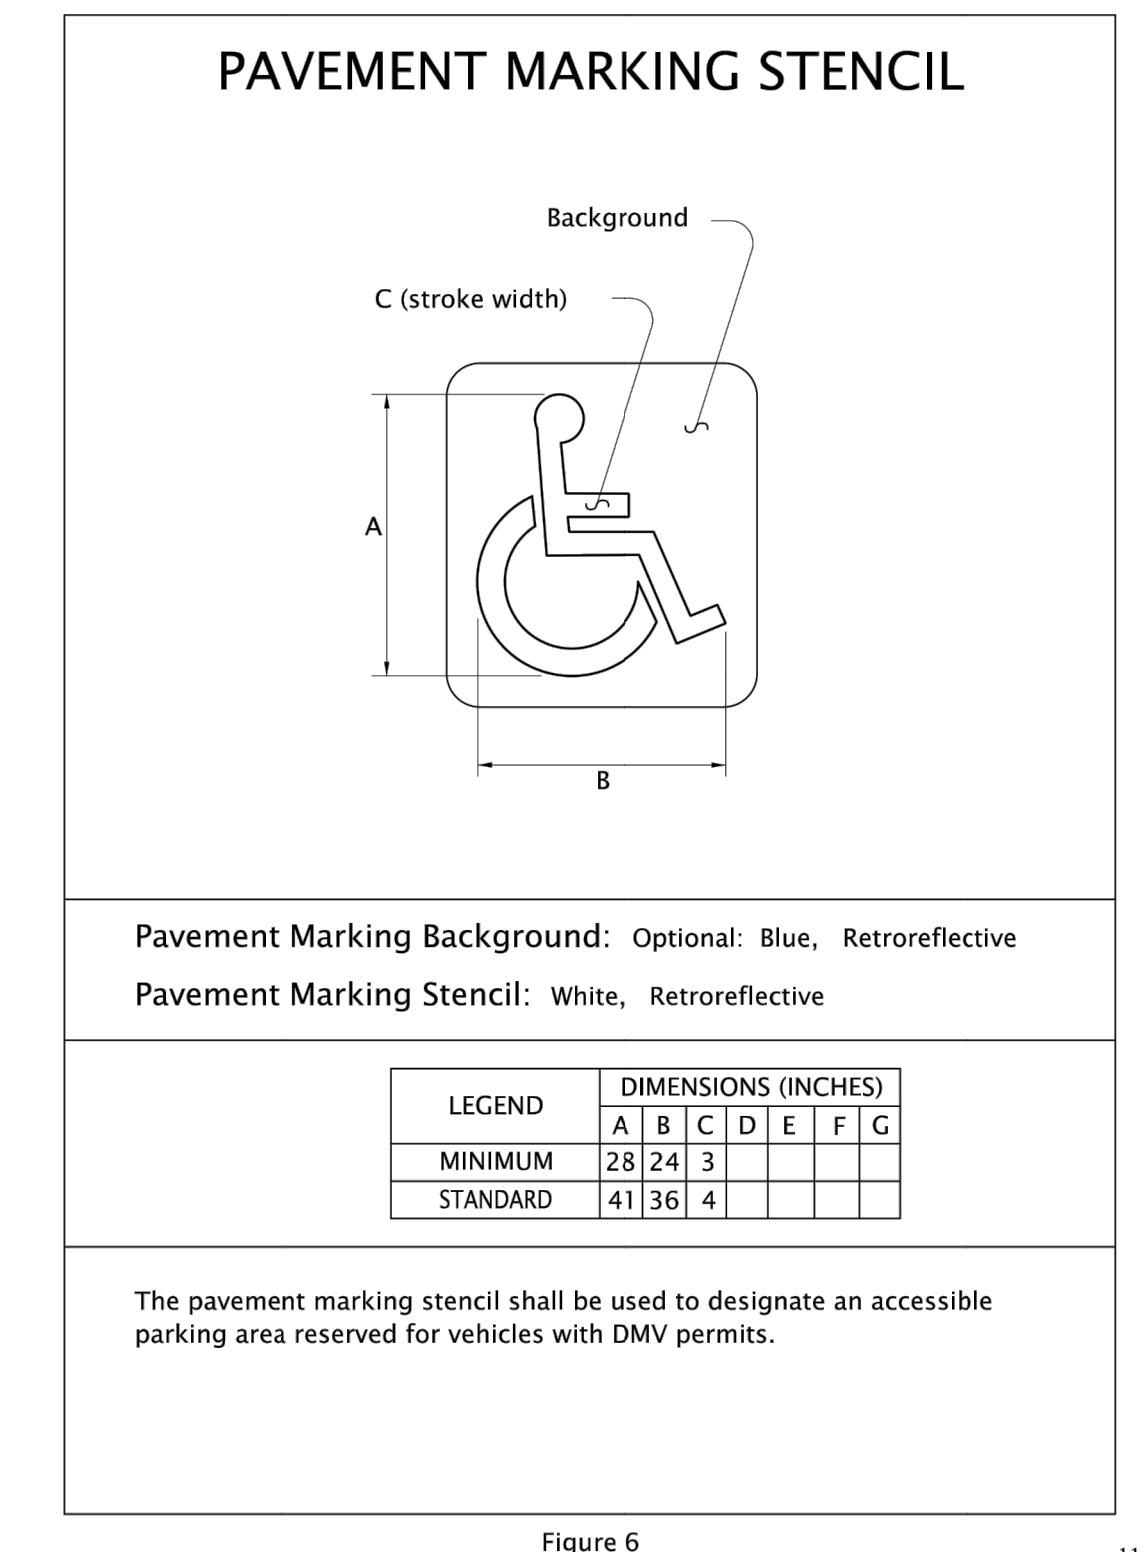 PAVEMENT MARKING STENCIL
Background
C (stroke width)
A
B
Pavement Marking Background: Optional: Blue, Retroreflective
Pavement Marking Stencil: White, Retroreflective
LEGEND
DIMENSIONS (INCHES)
A B C D E F G
MINIMUM 28 24 3
STANDARD 41 36 4
The pavement marking stencil shall be used to designate an accessible
parking area reserved for vehicles with DMV permits.
Figure 6
11